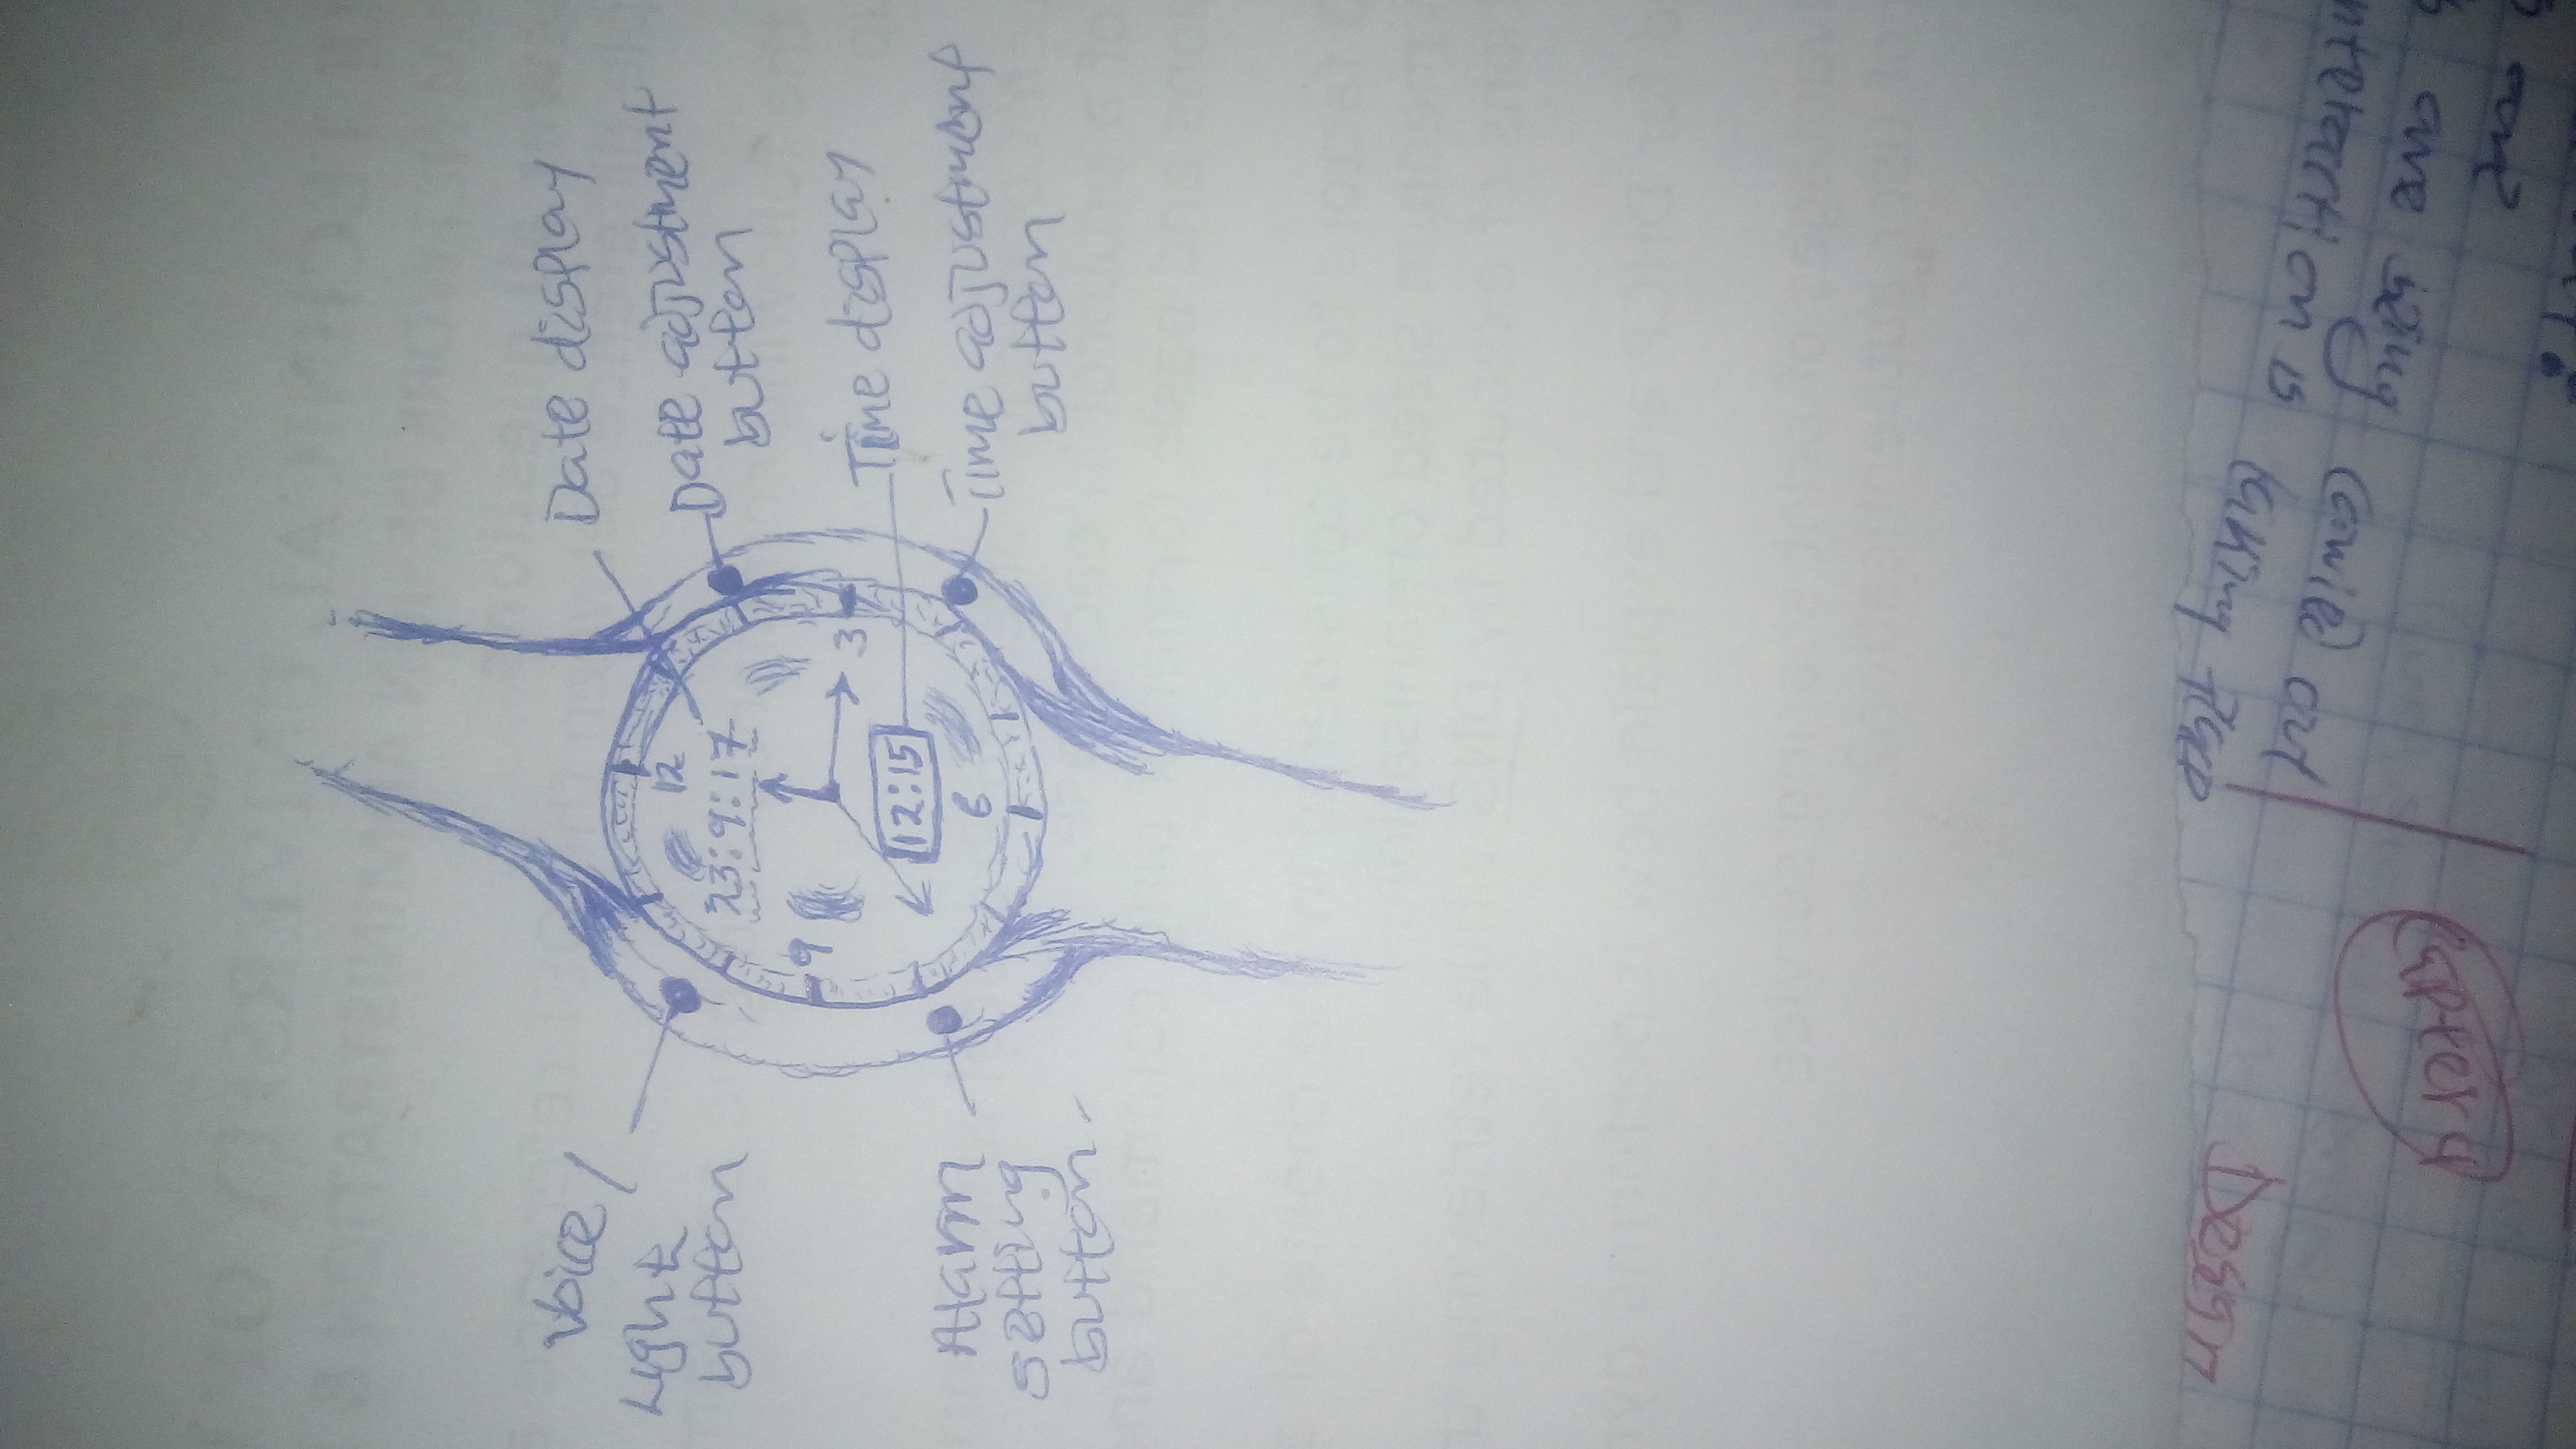 Date display
Date adjustment
button
Time display
Time adjustment
button
Voice /
Light
button
Alarm
setting
button
12
23:9:17
9
3
12:15
6
out
are being carried out
interaction is taking place
Design